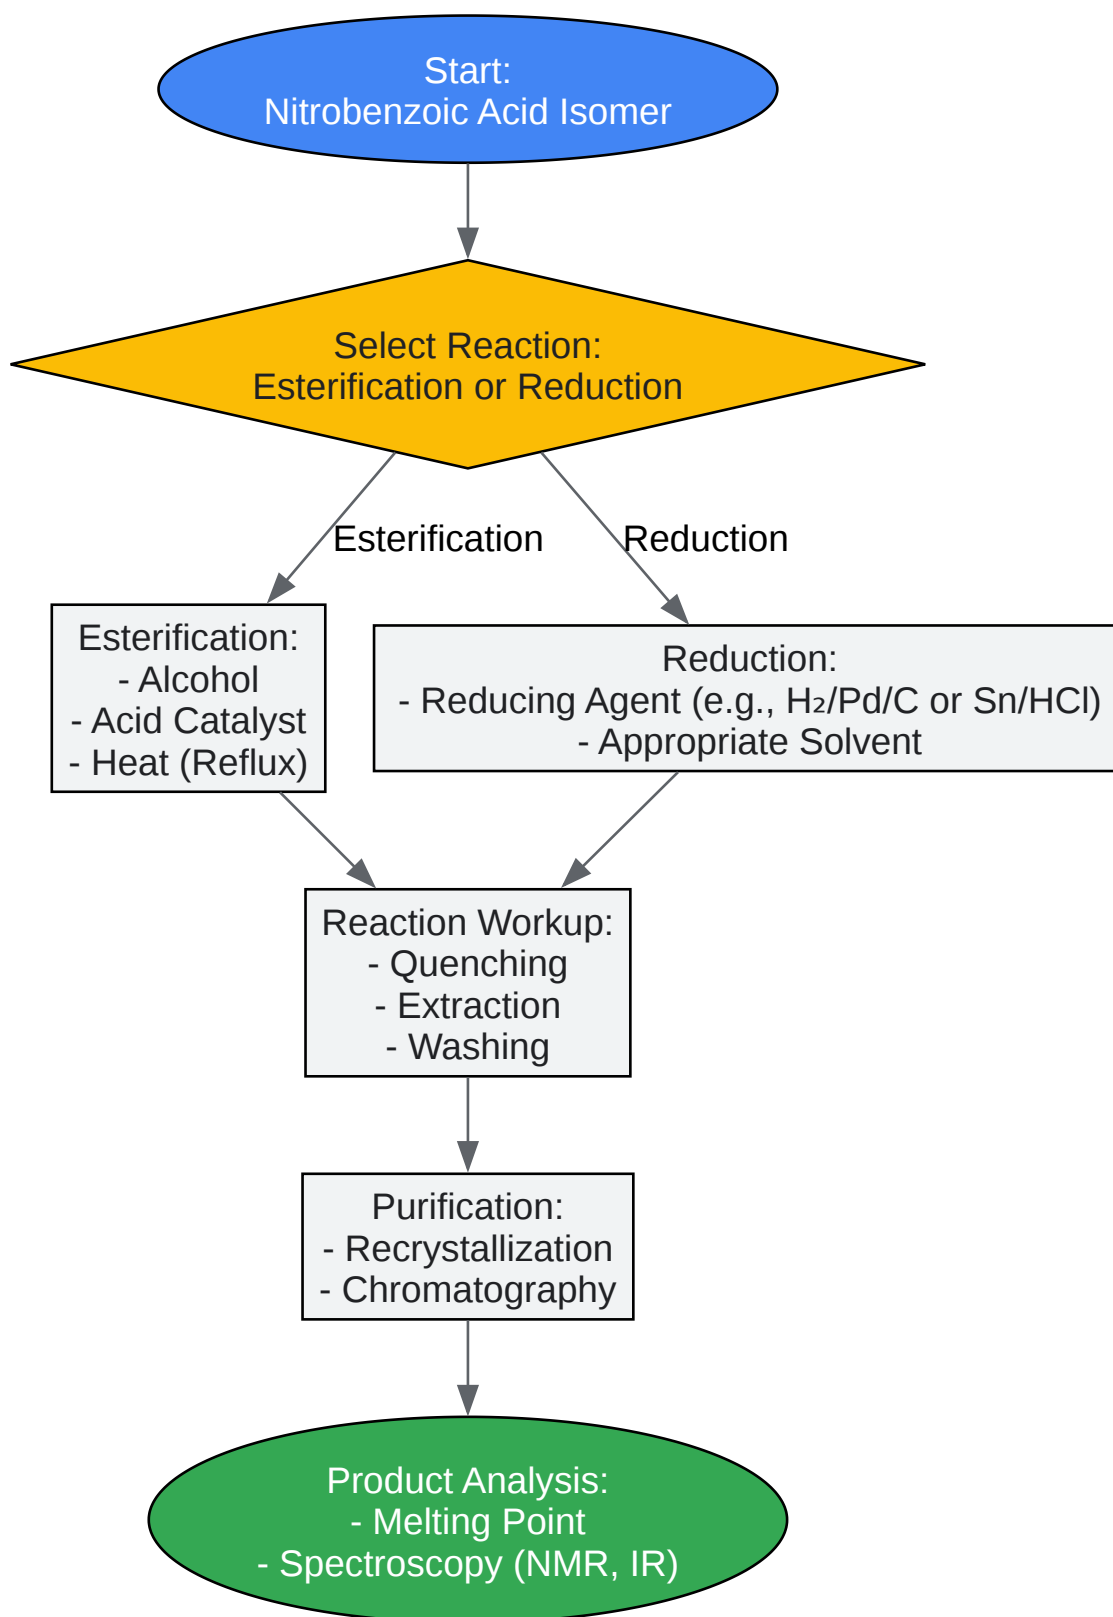 Start:
Nitrobenzoic Acid Isomer
Select Reaction:
Esterification or Reduction
Esterification
Reduction
Esterification:
- Alcohol
- Acid Catalyst
- Heat (Reflux)
Reduction:
- Reducing Agent (e.g., H₂/Pd/C or Sn/HCl)
- Appropriate Solvent
Reaction Workup:
- Quenching
- Extraction
- Washing
Purification:
- Recrystallization
- Chromatography
Product Analysis:
- Melting Point
- Spectroscopy (NMR, IR)